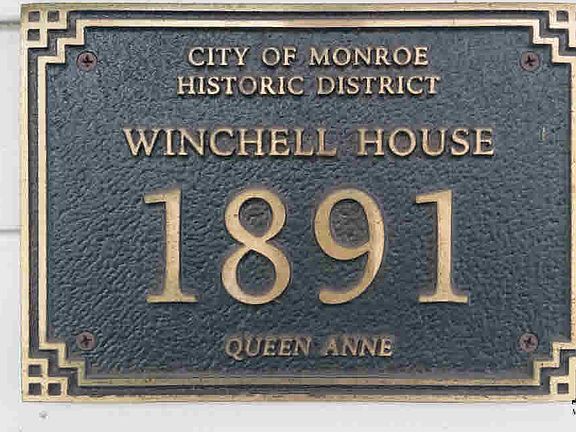 CITY OF MONROE
HISTORIC DISTRICT
WINCHELL HOUSE
1891
QUEEN ANNE